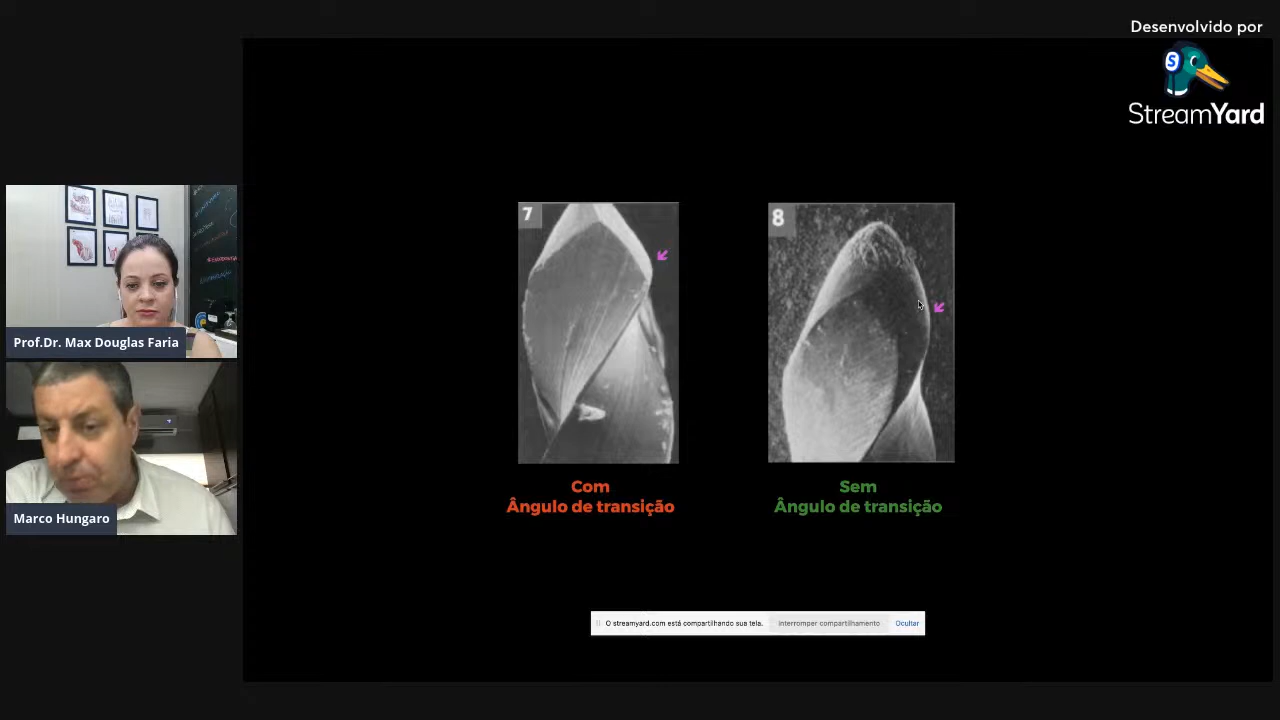 Desenvolvido por
StreamYard
7
8
Prof.Dr. Max Douglas Faria
Marco Hungaro
Com
Ângulo de transição
Sem
Ângulo de transição
O streamyard.com está compartilhando sua tela.
Interromper compartilhamento
Ocultar